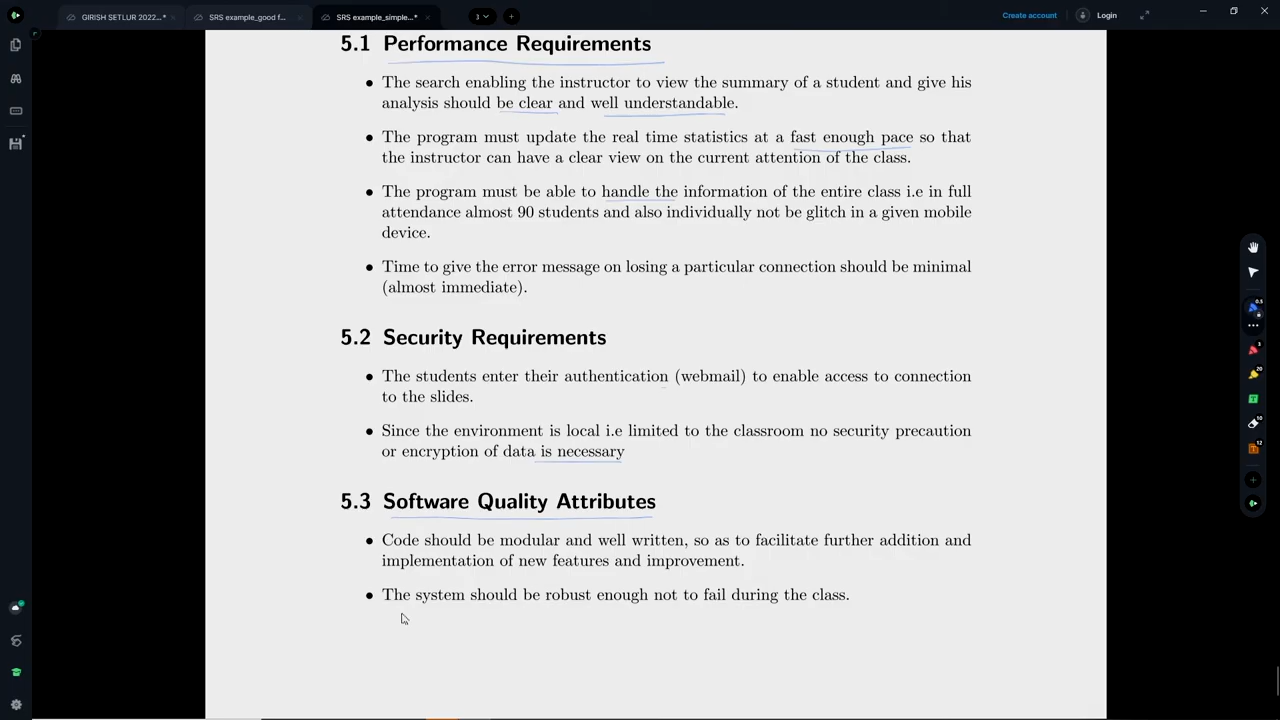 GIRISH SETLUR 2022...*
SRS example_good f...
SRS example_simple...*
3
Create account
Login
5.1 Performance Requirements
• The search enabling the instructor to view the summary of a student and give his
analysis should be clear and well understandable.
• The program must update the real time statistics at a fast enough pace so that
the instructor can have a clear view on the current attention of the class.
• The program must be able to handle the information of the entire class i.e in full
attendance almost 90 students and also individually not be glitch in a given mobile
device.
• Time to give the error message on losing a particular connection should be minimal
(almost immediate).
5.2 Security Requirements
• The students enter their authentication (webmail) to enable access to connection
to the slides.
• Since the environment is local i.e limited to the classroom no security precaution
or encryption of data is necessary
5.3 Software Quality Attributes
• Code should be modular and well written, so as to facilitate further addition and
implementation of new features and improvement.
• The system should be robust enough not to fail during the class.
0.5
3
20
10
12